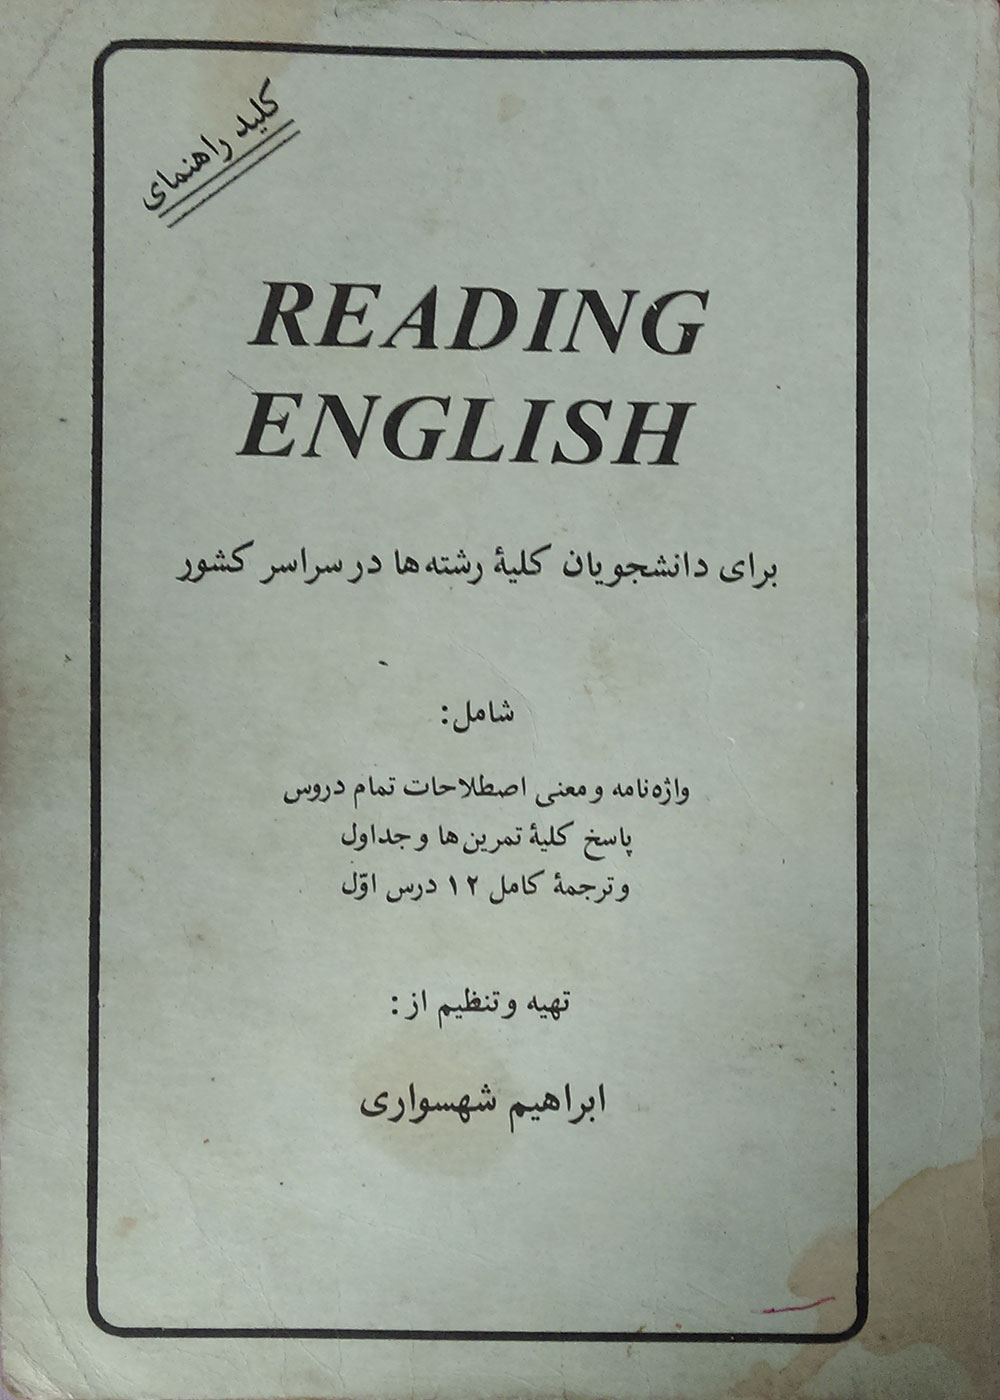 کلید راهنمای
READING
ENGLISH
برای دانشجویان کلیهٔ رشته‌ها در سراسر کشور
شامل:
واژه‌نامه و معنی اصطلاحات تمام دروس
پاسخ کلیهٔ تمرین‌ها و جداول
و ترجمهٔ کامل ۱۲ درس اوّل
تهیه و تنظیم از:
ابراهیم شهسواری